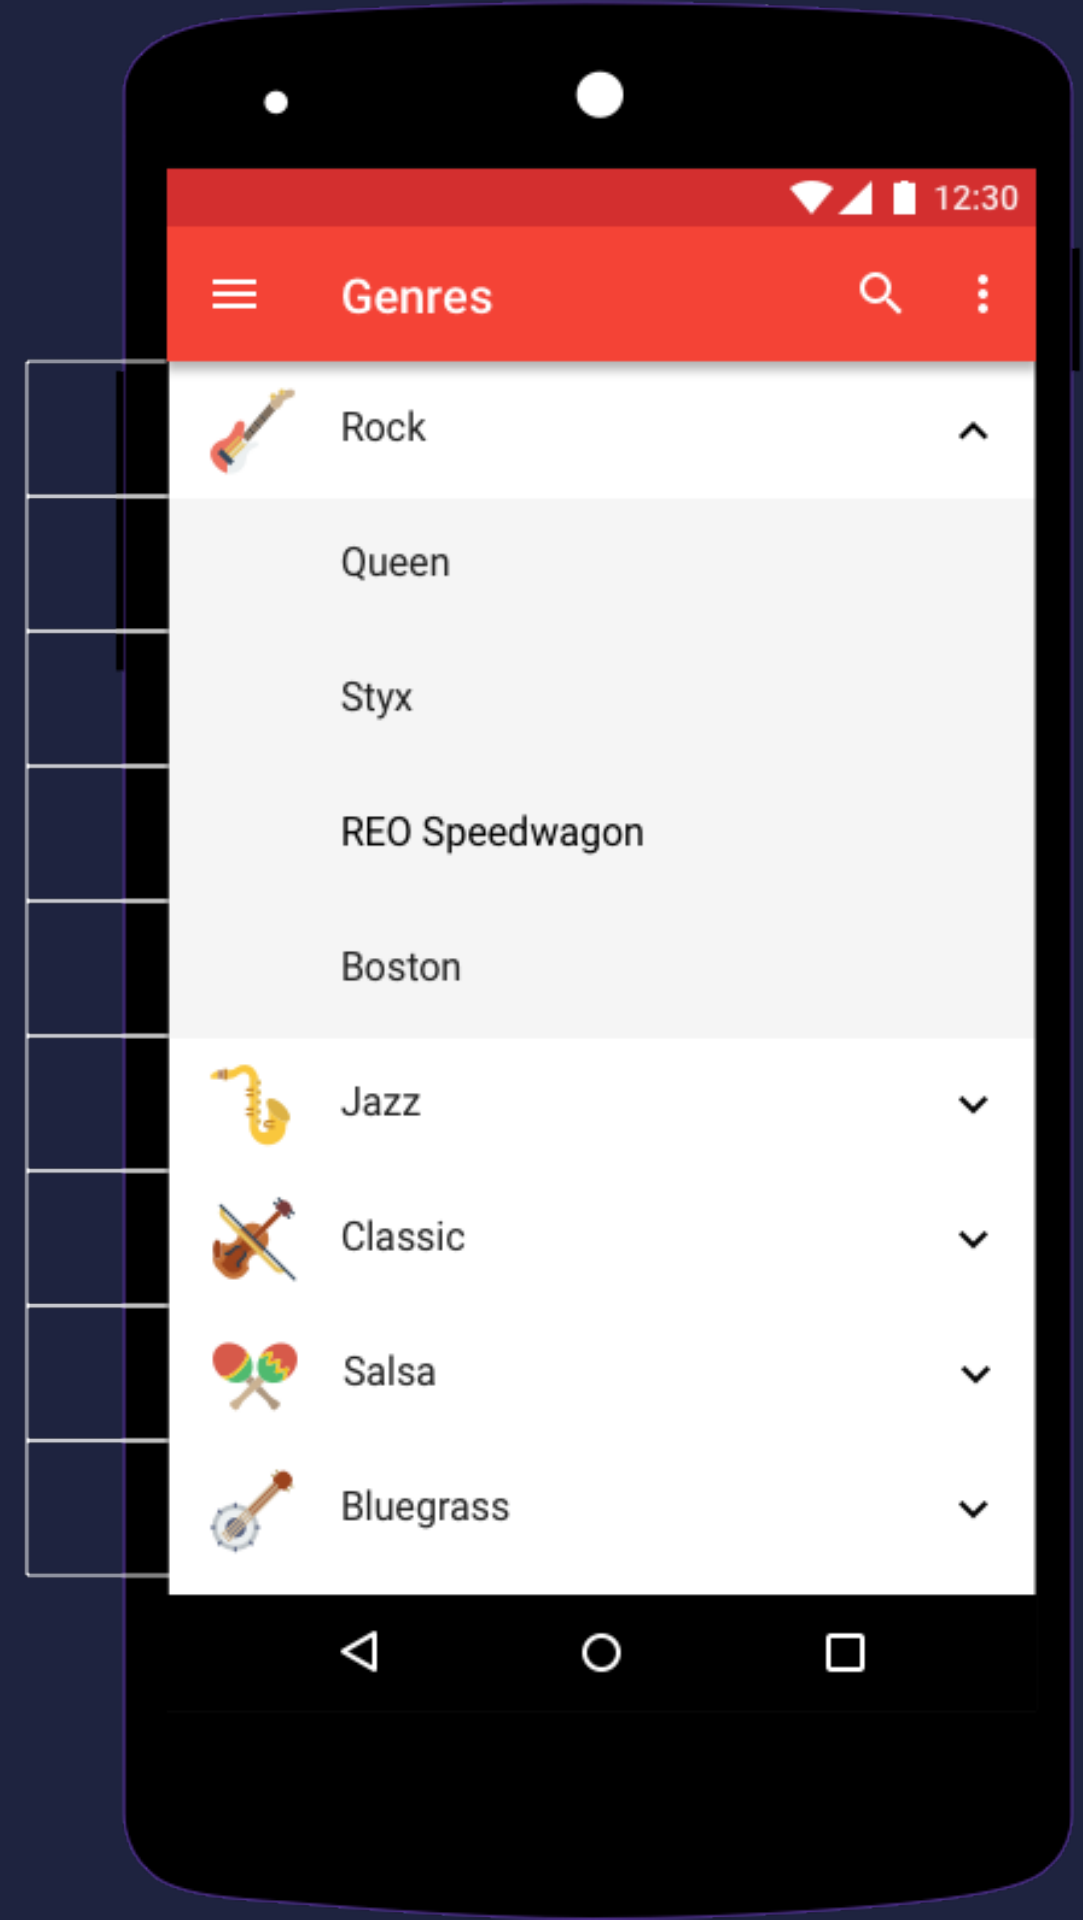 12:30
Genres
Rock
Queen
Styx
REO Speedwagon
Boston
Jazz
Classic
Salsa
Bluegrass